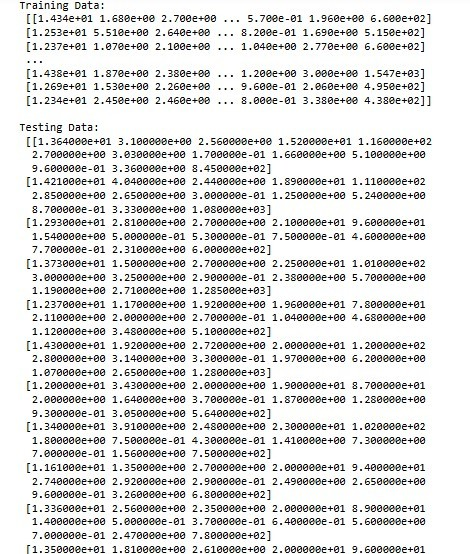 Training Data:
[[1.434e+01 1.680e+00 2.700e+00 ... 5.700e-01 1.960e+00 6.600e+02]
[1.253e+01 5.510e+00 2.640e+00 ... 8.200e-01 1.690e+00 5.150e+02]
[1.237e+01 1.070e+00 2.100e+00 ... 1.040e+00 2.770e+00 6.600e+02]
...
[1.438e+01 1.870e+00 2.380e+00 ... 1.200e+00 3.000e+00 1.547e+03]
[1.269e+01 1.530e+00 2.260e+00 ... 9.600e-01 2.060e+00 4.950e+02]
[1.234e+01 2.450e+00 2.460e+00 ... 8.000e-01 3.380e+00 4.380e+02]]
Testing Data:
[[1.364000e+01 3.100000e+00 2.560000e+00 1.520000e+01 1.160000e+02
2.700000e+00 3.030000e+00 1.700000e-01 1.660000e+00 5.100000e+00
9.600000e-01 3.360000e+00 8.450000e+02]
[1.421000e+01 4.040000e+00 2.440000e+00 1.890000e+01 1.110000e+02
2.850000e+00 2.650000e+00 3.000000e-01 1.250000e+00 5.240000e+00
8.700000e-01 3.330000e+00 1.080000e+03]
[1.293000e+01 2.810000e+00 2.700000e+00 2.100000e+01 9.600000e+01
1.540000e+00 5.000000e-01 5.300000e-01 7.500000e-01 4.600000e+00
7.700000e-01 2.310000e+00 6.000000e+02]
[1.373000e+01 1.500000e+00 2.700000e+00 2.250000e+01 1.010000e+02
3.000000e+00 3.250000e+00 2.900000e-01 2.380000e+00 5.700000e+00
1.190000e+00 2.710000e+00 1.285000e+03]
[1.237000e+01 1.170000e+00 1.920000e+00 1.960000e+01 7.800000e+01
2.110000e+00 2.000000e+00 2.700000e-01 1.040000e+00 4.680000e+00
1.120000e+00 3.480000e+00 5.100000e+02]
[1.430000e+01 1.920000e+00 2.720000e+00 2.000000e+01 1.200000e+02
2.800000e+00 3.140000e+00 3.300000e-01 1.970000e+00 6.200000e+00
1.070000e+00 2.650000e+00 1.280000e+03]
[1.200000e+01 3.430000e+00 2.000000e+00 1.900000e+01 8.700000e+01
2.000000e+00 1.640000e+00 3.700000e-01 1.870000e+00 1.280000e+00
9.300000e-01 3.050000e+00 5.640000e+02]
[1.340000e+01 3.910000e+00 2.480000e+00 2.300000e+01 1.020000e+02
1.800000e+00 7.500000e-01 4.300000e-01 1.410000e+00 7.300000e+00
7.000000e-01 1.560000e+00 7.500000e+02]
[1.161000e+01 1.350000e+00 2.700000e+00 2.000000e+01 9.400000e+01
2.740000e+00 2.920000e+00 2.900000e-01 2.490000e+00 2.650000e+00
9.600000e-01 3.260000e+00 6.800000e+02]
[1.336000e+01 2.560000e+00 2.350000e+00 2.000000e+01 8.900000e+01
1.400000e+00 5.000000e-01 3.700000e-01 6.400000e-01 5.600000e+00
7.000000e-01 2.470000e+00 7.800000e+02]
[1.350000e+01 1.810000e+00 2.610000e+00 2.000000e+01 9.600000e+01